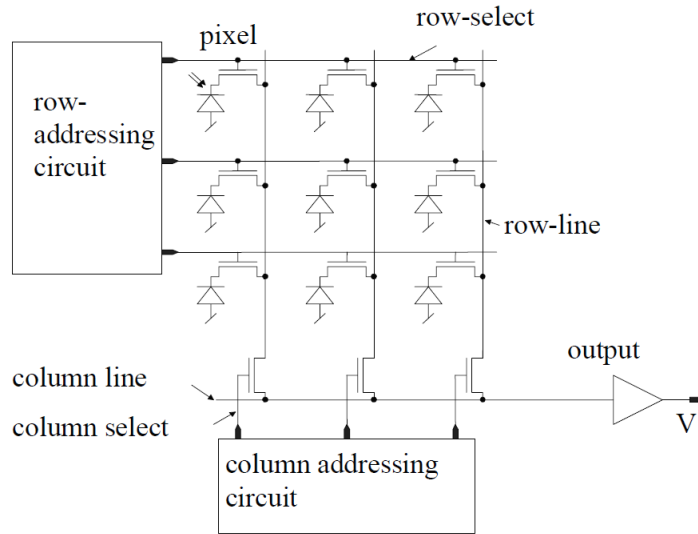 pixel
row-select
row-
addressing
circuit
row-line
output
column line
V
column select
column addressing
circuit